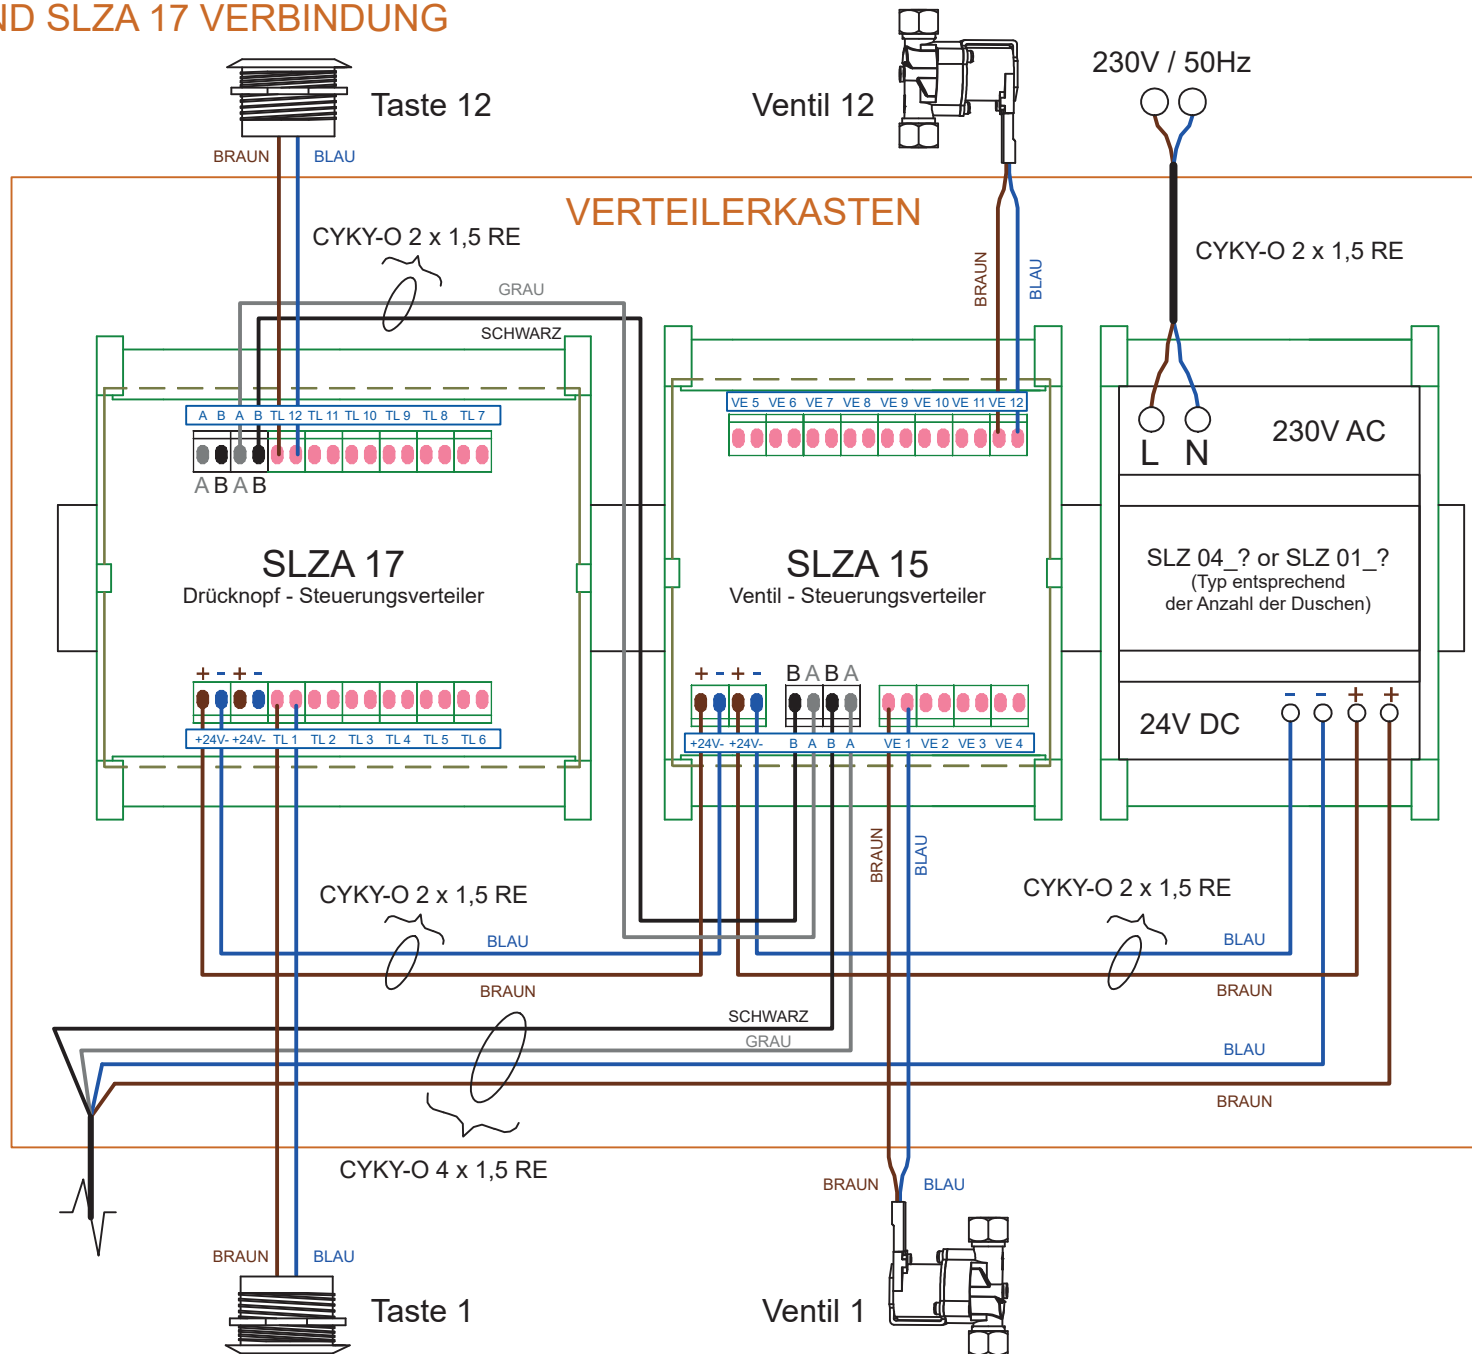 ND SLZA 17 VERBINDUNG
Taste 12
Ventil 12
230V / 50Hz
BRAUN
BLAU
VERTEILERKASTEN
CYKY-O 2 x 1,5 RE
CYKY-O 2 x 1,5 RE
BRAUN
BLAU
GRAU
SCHWARZ
A B A B TL 12 TL 11 TL 10 TL 9 TL 8 TL 7
A B A B
VE 5 VE 6 VE 7 VE 8 VE 9 VE 10 VE 11 VE 12
L N
230V AC
SLZA 17
Drücknopf - Steuerungsverteiler
SLZA 15
Ventil - Steuerungsverteiler
SLZ 04_? or SLZ 01_?
(Typ entsprechend
der Anzahl der Duschen)
+ - + -
+24V- +24V- TL 1 TL 2 TL 3 TL 4 TL 5 TL 6
+ - + -
B A B A
+24V- +24V- B A B A VE 1 VE 2 VE 3 VE 4
- - + +
24V DC
BRAUN
BLAU
CYKY-O 2 x 1,5 RE
CYKY-O 2 x 1,5 RE
BLAU
BRAUN
BLAU
BRAUN
SCHWARZ
GRAU
BLAU
BRAUN
CYKY-O 4 x 1,5 RE
BRAUN
BLAU
BRAUN
BLAU
Taste 1
Ventil 1